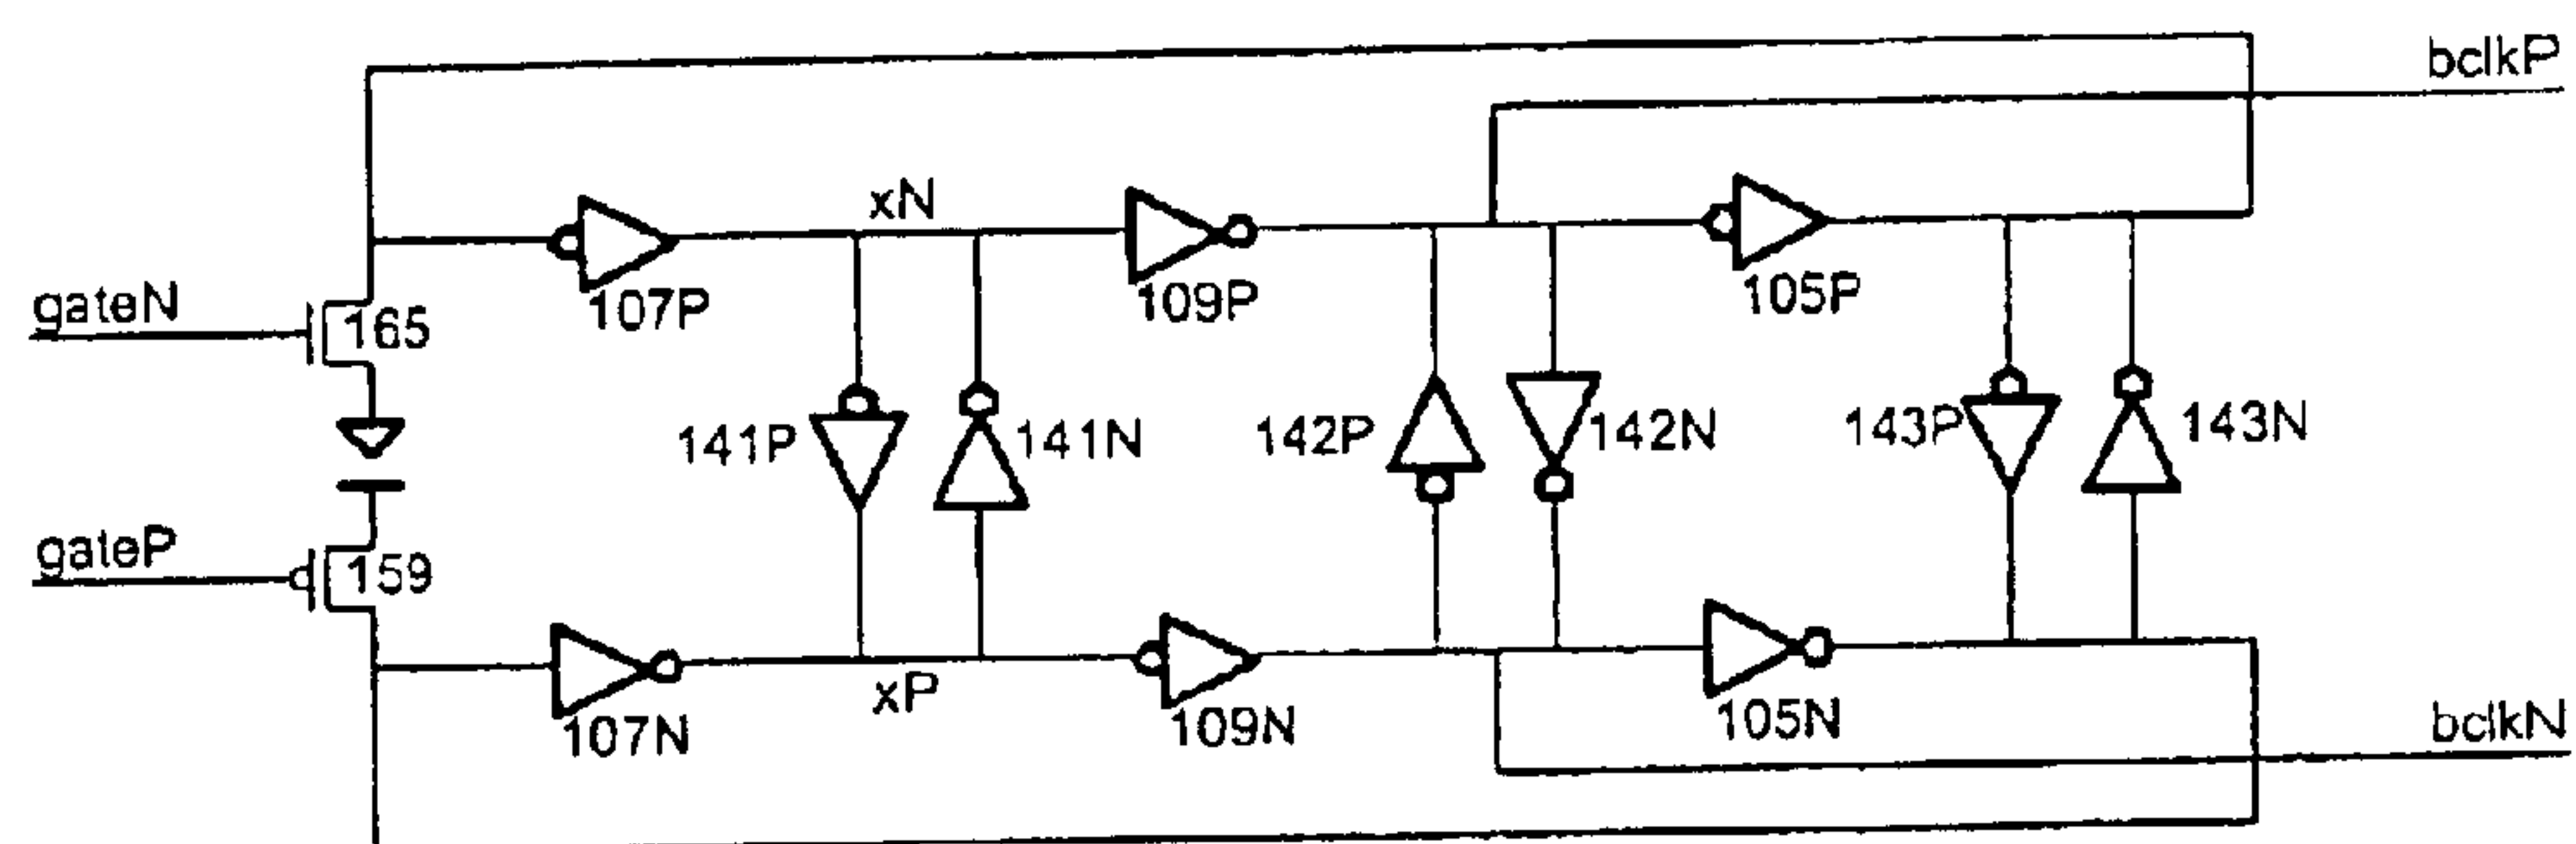 bclkP
xN
107P
109P
105P
gateN
165
141P
141N
142P
142N
143P
143N
gateP
159
xP
107N
109N
105N
bclkN